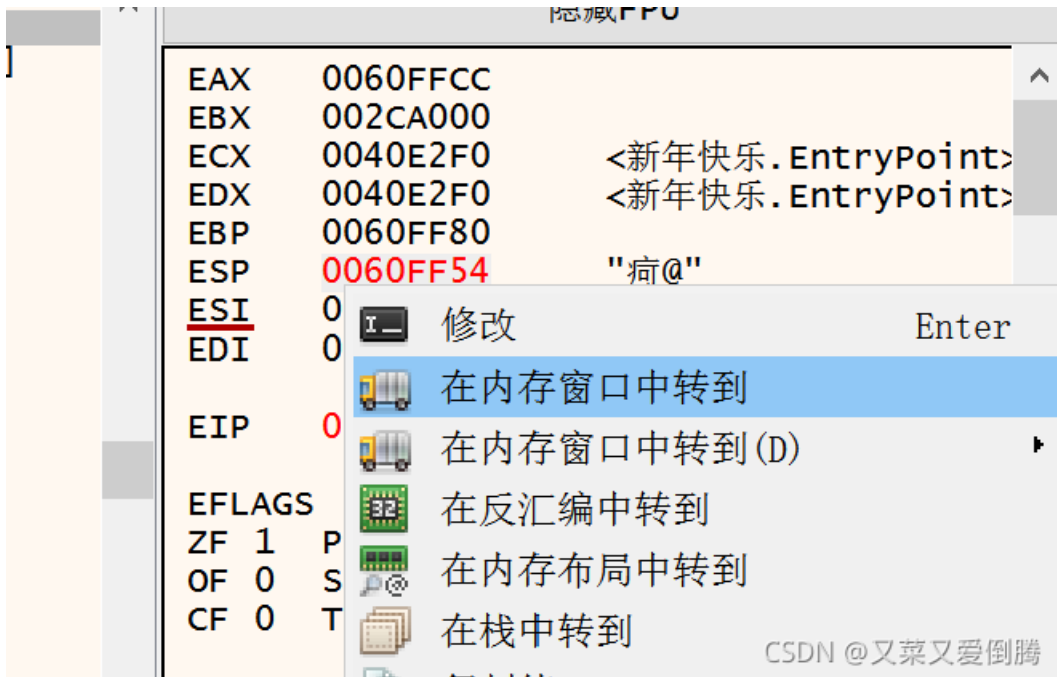 隐藏FPU
]
EAX 0060FFCC
EBX 002CA000
ECX 0040E2F0 <新年快乐.EntryPoint>
EDX 0040E2F0 <新年快乐.EntryPoint>
EBP 0060FF80
ESP 0060FF54 "疴@"
ESI 0
EDI 0
EIP 0
EFLAGS
ZF 1 P
OF 0 S
CF 0 T
修改 Enter
在内存窗口中转到
在内存窗口中转到(D)
在反汇编中转到
在内存布局中转到
在栈中转到
CSDN @又菜又爱倒腾